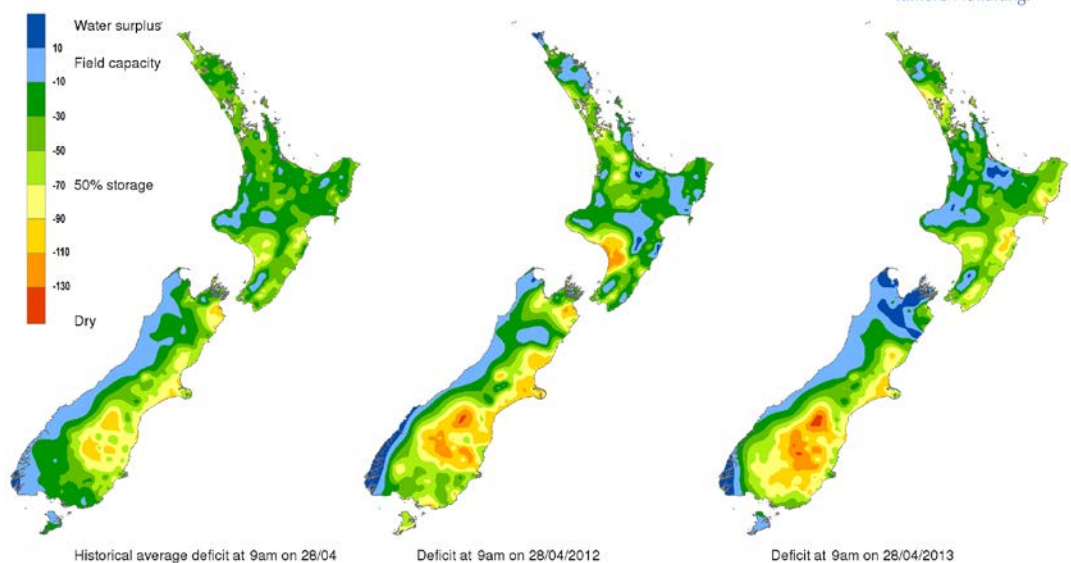 Water surplus
10
Field capacity
-10
-30
-50
-70
50% storage
-90
-110
-130
Dry
Historical average deficit at 9am on 28/04
Deficit at 9am on 28/04/2012
Deficit at 9am on 28/04/2013